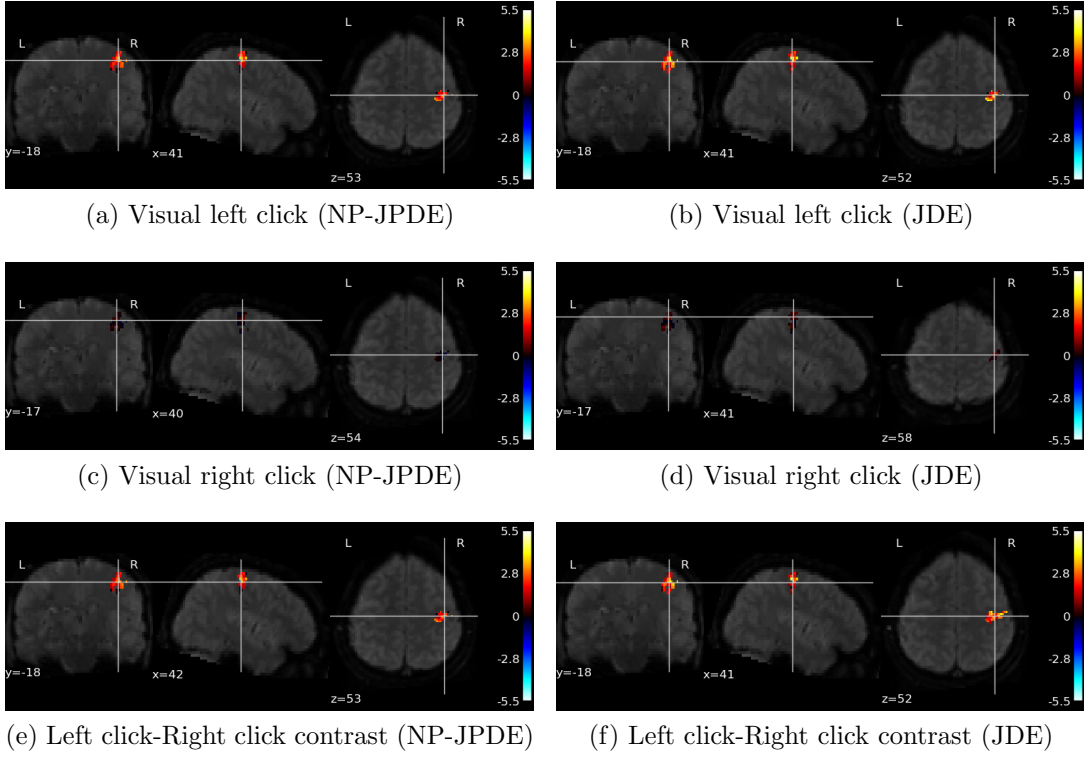 L R L R 5.5
2.8
0
-2.8
y=-18 x=41 z=53 -5.5
(a) Visual left click (NP-JPDE)
L R L R 5.5
2.8
0
-2.8
y=-18 x=41 z=52 -5.5
(b) Visual left click (JDE)
L R L R 5.5
2.8
0
-2.8
y=-17 x=40 z=54 -5.5
(c) Visual right click (NP-JPDE)
L R L R 5.5
2.8
0
-2.8
y=-17 x=41 z=58 -5.5
(d) Visual right click (JDE)
L R L R 5.5
2.8
0
-2.8
y=-18 x=42 z=53 -5.5
(e) Left click-Right click contrast (NP-JPDE)
L R L R 5.5
2.8
0
-2.8
y=-18 x=41 z=52 -5.5
(f) Left click-Right click contrast (JDE)